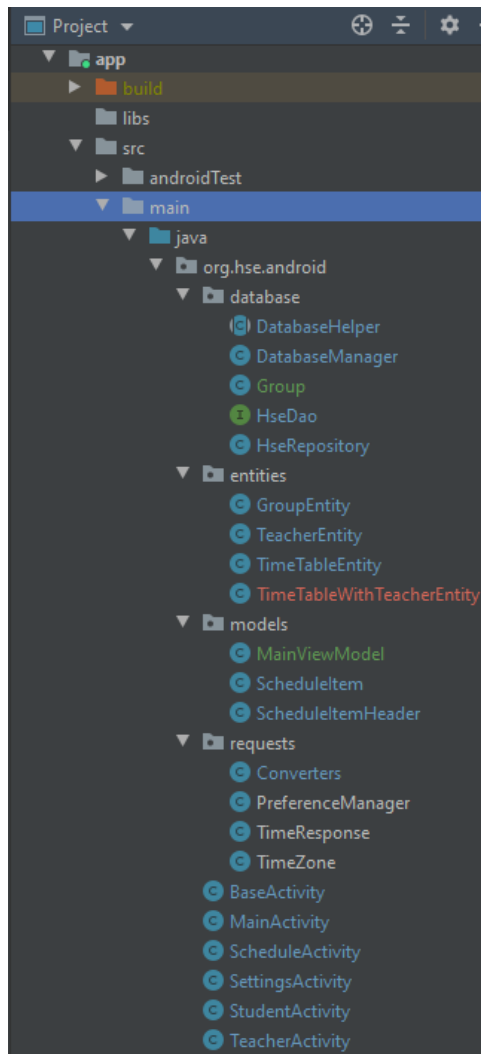 Project
app
build
libs
src
androidTest
main
java
org.hse.android
database
DatabaseHelper
DatabaseManager
Group
HseDao
HseRepository
entities
GroupEntity
TeacherEntity
TimeTableEntity
TimeTableWithTeacherEntity
models
MainViewModel
ScheduleItem
ScheduleItemHeader
requests
Converters
PreferenceManager
TimeResponse
TimeZone
BaseActivity
MainActivity
ScheduleActivity
SettingsActivity
StudentActivity
TeacherActivity